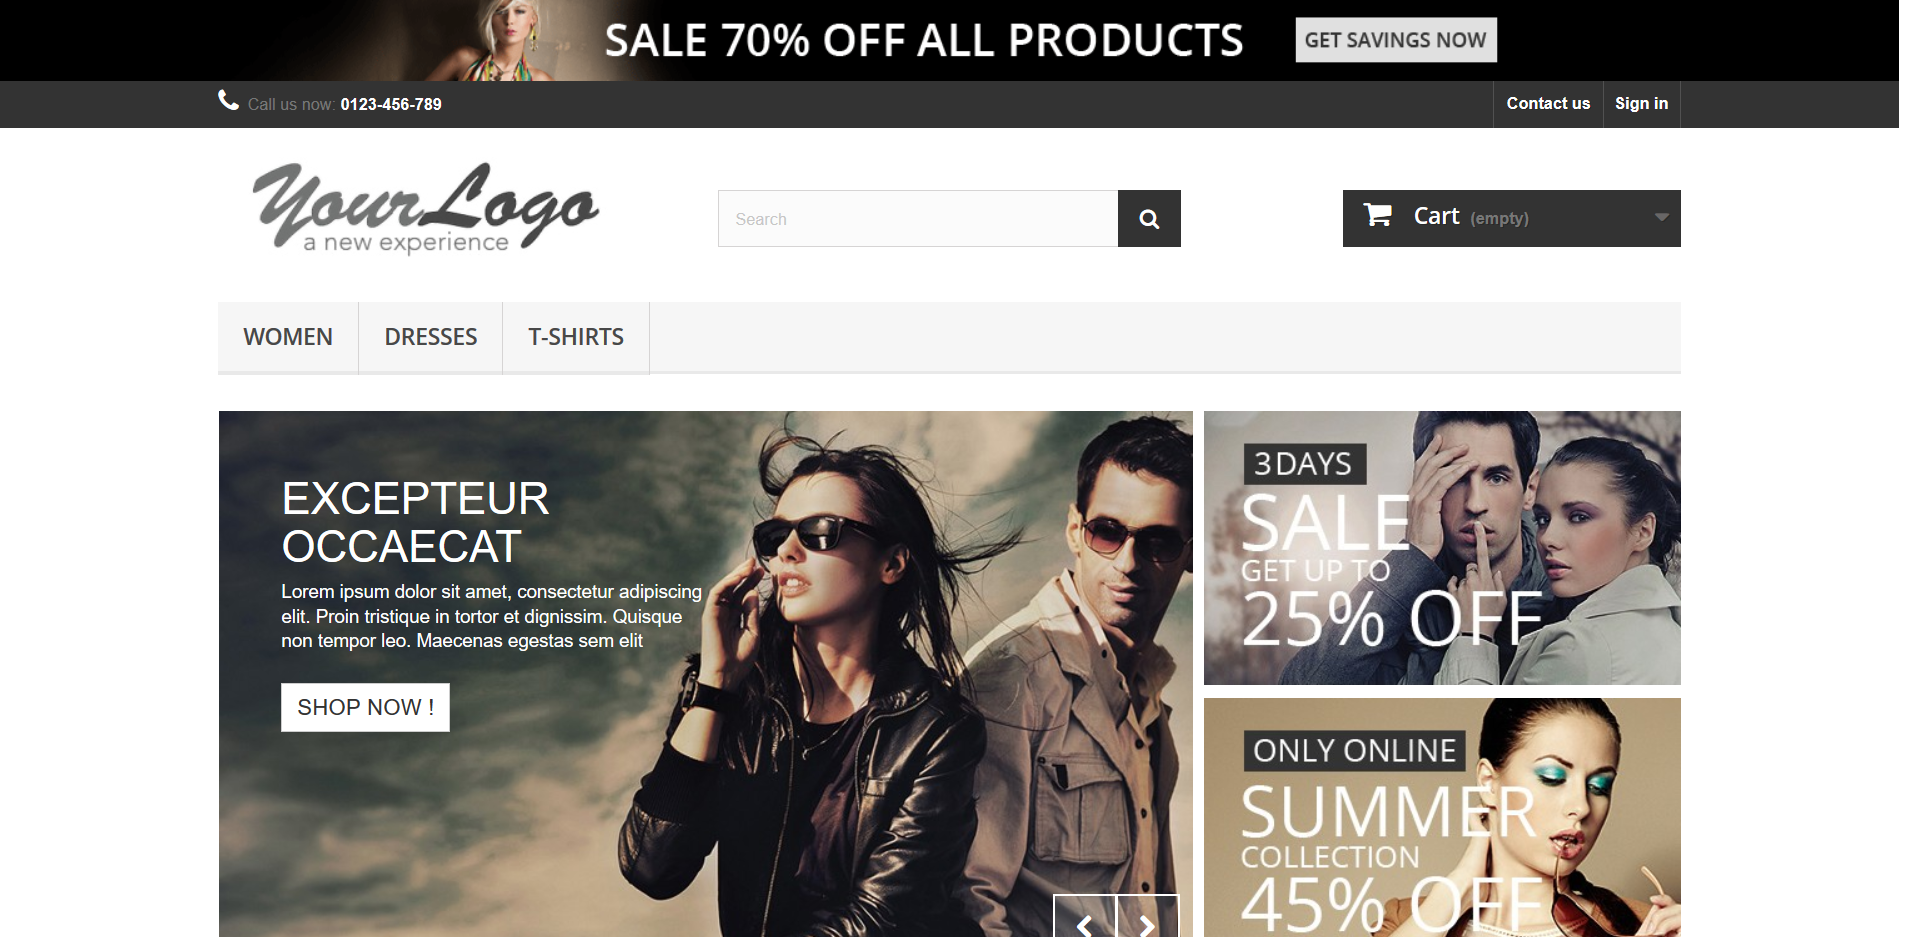 SALE 70% OFF ALL PRODUCTS
GET SAVINGS NOW
Call us now: 0123-456-789
Contact us
Sign in
Your Logo
a new experience
Search
Cart (empty)
WOMEN
DRESSES
T-SHIRTS
EXCEPTEUR
OCCAECAT
Lorem ipsum dolor sit amet, consectetur adipiscing
elit. Proin tristique in tortor et dignissim. Quisque
non tempor leo. Maecenas egestas sem elit
SHOP NOW !
3 DAYS
SALE
GET UP TO
25% OFF
ONLY ONLINE
SUMMER
COLLECTION
45% OFF